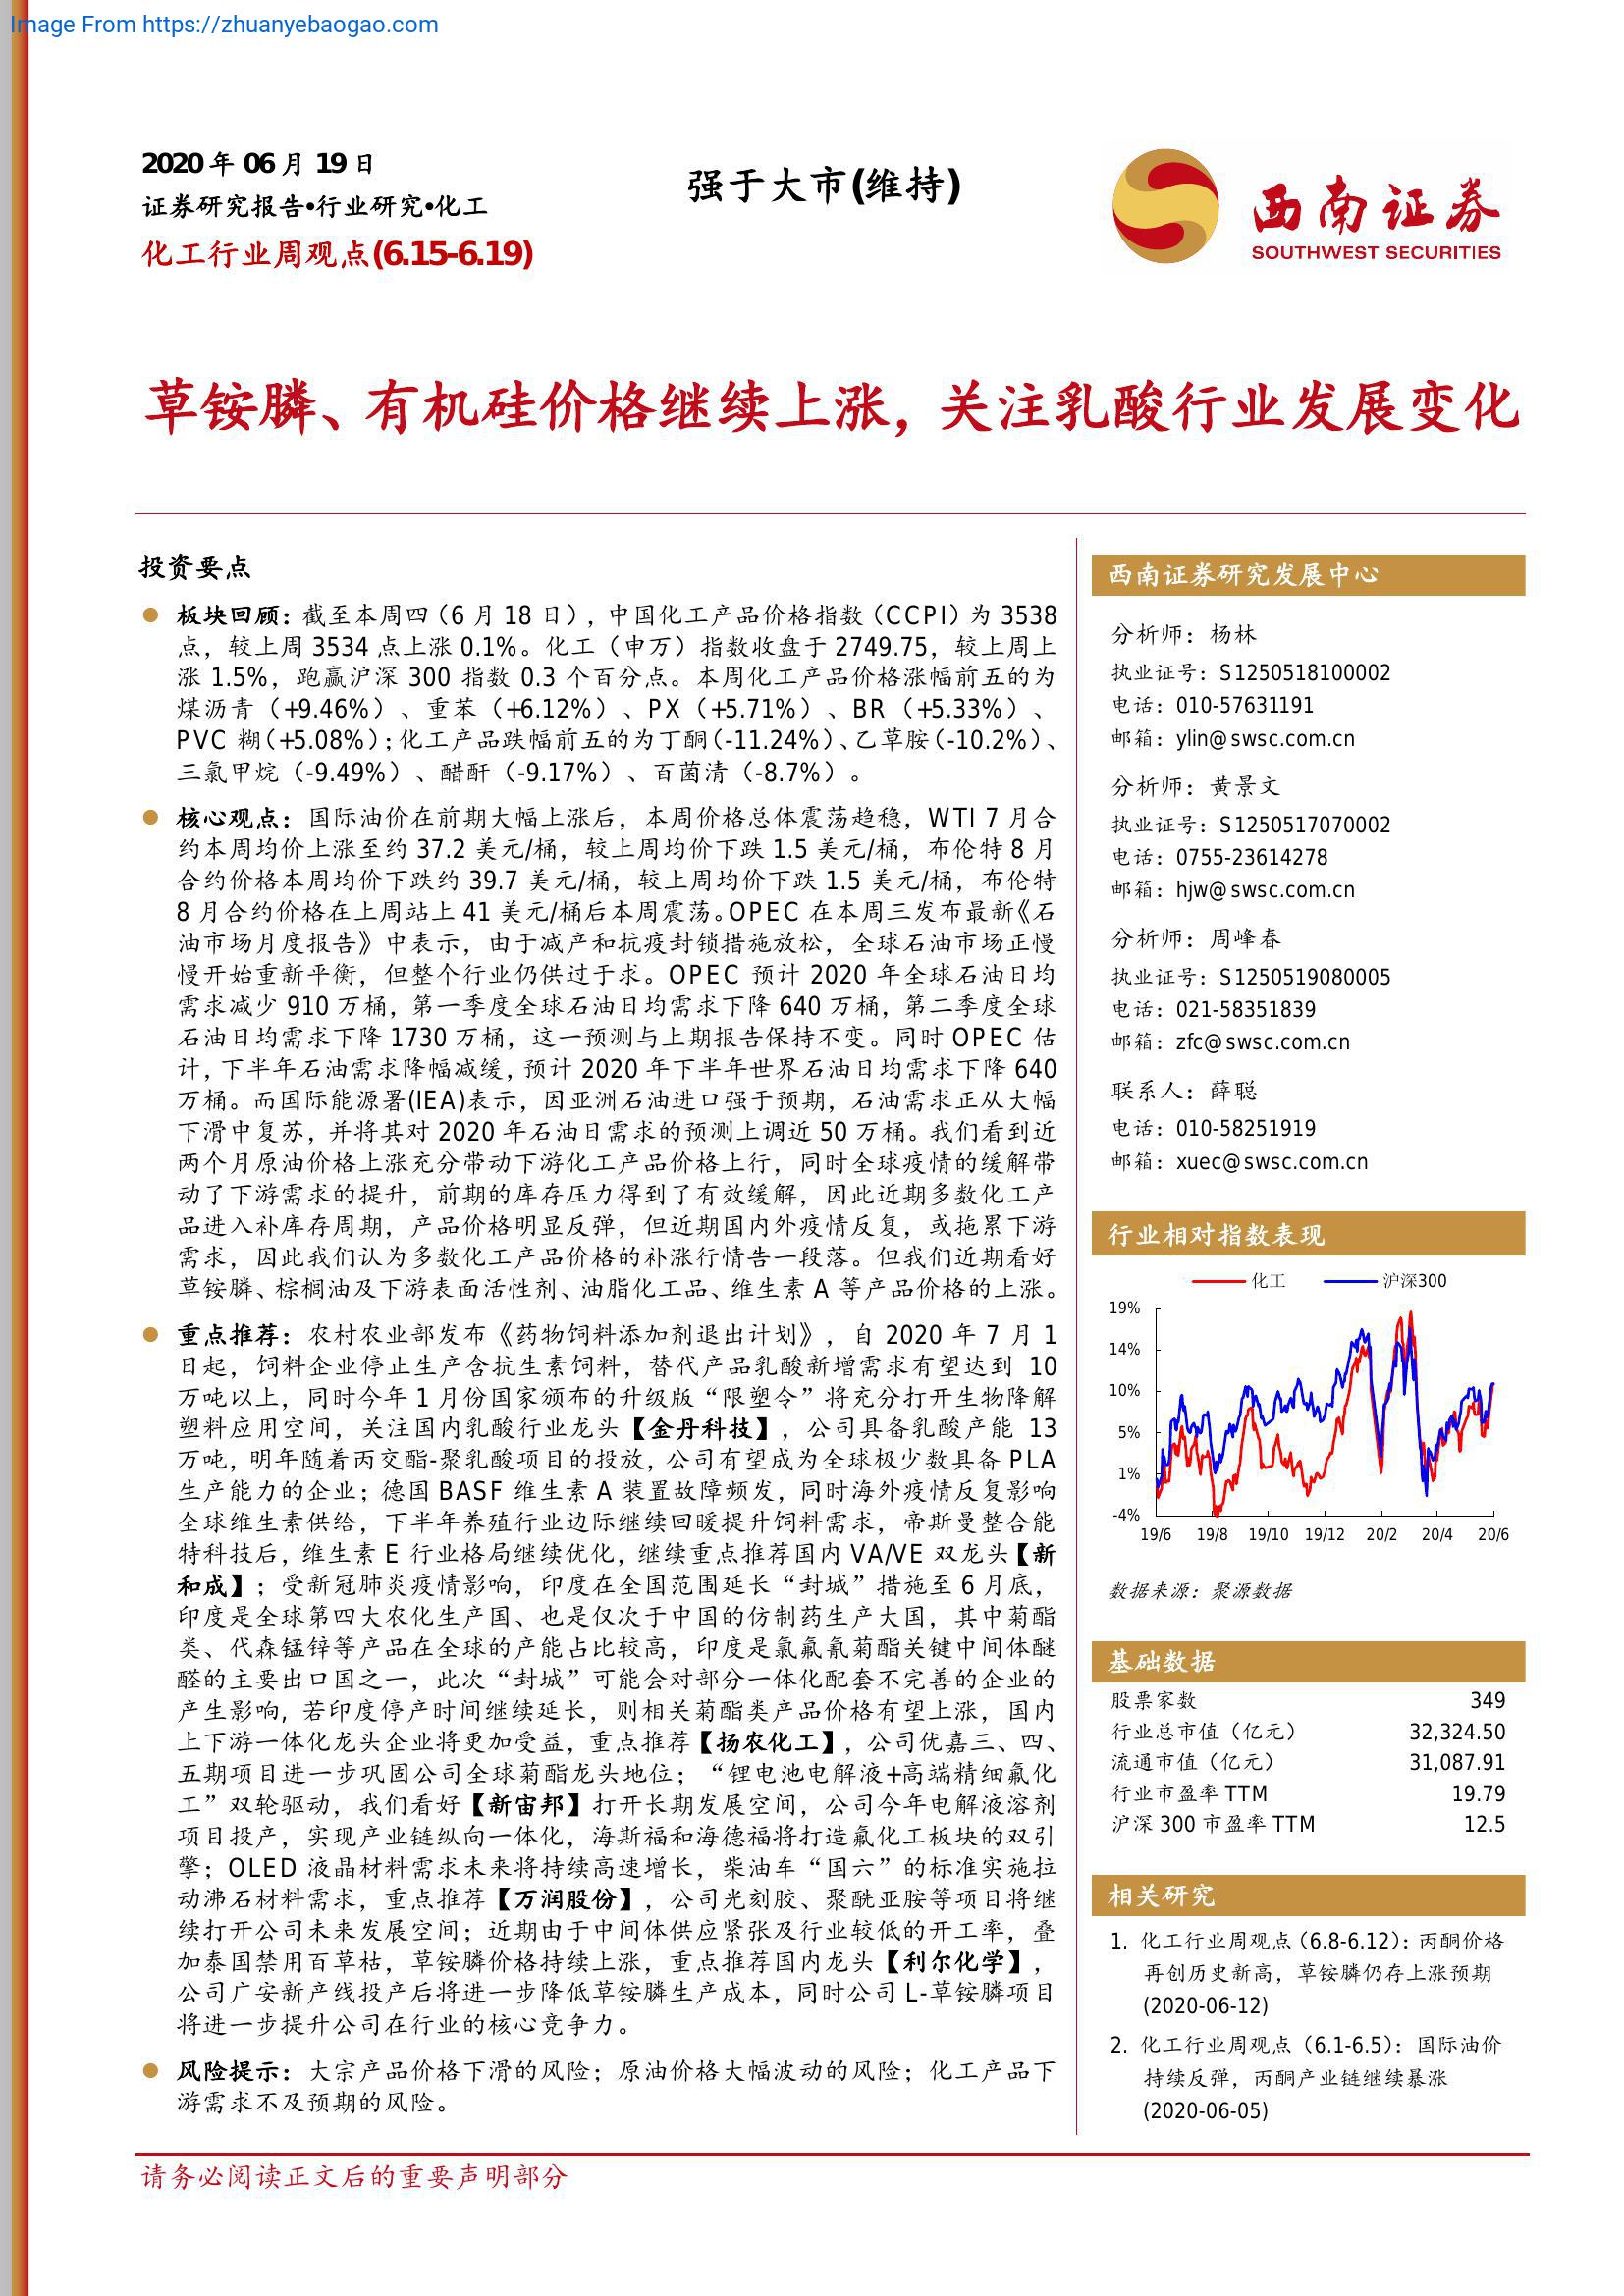 Image From https://zhuanyebaogao.com
2020 年 06 月 19 日
证券研究报告•行业研究•化工
化工行业周观点(6.15-6.19)
强于大市(维持)
西南证券
SOUTHWEST SECURITIES
草铵膦、有机硅价格继续上涨，关注乳酸行业发展变化
投资要点
板块回顾：截至本周四（6 月 18 日），中国化工产品价格指数（CCPI）为 3538
点，较上周 3534 点上涨 0.1%。化工（申万）指数收盘于 2749.75，较上周上
涨 1.5%，跑赢沪深 300 指数 0.3 个百分点。本周化工产品价格涨幅前五的为
煤沥青（+9.46%）、重苯（+6.12%）、PX（+5.71%）、BR（+5.33%）、
PVC 糊（+5.08%）；化工产品跌幅前五的为丁酮（-11.24%）、乙草胺（-10.2%）、
三氯甲烷（-9.49%）、醋酐（-9.17%）、百菌清（-8.7%）。
核心观点：国际油价在前期大幅上涨后，本周价格总体震荡趋稳，WTI 7 月合
约本周均价上涨至约 37.2 美元/桶，较上周均价下跌 1.5 美元/桶，布伦特 8 月
合约价格本周均价下跌约 39.7 美元/桶，较上周均价下跌 1.5 美元/桶，布伦特
8 月合约价格在上周站上 41 美元/桶后本周震荡。OPEC 在本周三发布最新《石
油市场月度报告》中表示，由于减产和抗疫封锁措施放松，全球石油市场正慢
慢开始重新平衡，但整个行业仍供过于求。OPEC 预计 2020 年全球石油日均
需求减少 910 万桶，第一季度全球石油日均需求下降 640 万桶，第二季度全球
石油日均需求下降 1730 万桶，这一预测与上期报告保持不变。同时 OPEC 估
计，下半年石油需求降幅减缓，预计 2020 年下半年世界石油日均需求下降 640
万桶。而国际能源署(IEA)表示，因亚洲石油进口强于预期，石油需求正从大幅
下滑中复苏，并将其对 2020 年石油日需求的预测上调近 50 万桶。我们看到近
两个月原油价格上涨充分带动下游化工产品价格上行，同时全球疫情的缓解带
动了下游需求的提升，前期的库存压力得到了有效缓解，因此近期多数化工产
品进入补库存周期，产品价格明显反弹，但近期国内外疫情反复，或拖累下游
需求，因此我们认为多数化工产品价格的补涨行情告一段落。但我们近期看好
草铵膦、棕榈油及下游表面活性剂、油脂化工品、维生素 A 等产品价格的上涨。
重点推荐：农村农业部发布《药物饲料添加剂退出计划》，自 2020 年 7 月 1
日起，饲料企业停止生产含抗生素饲料，替代产品乳酸新增需求有望达到 10
万吨以上，同时今年 1 月份国家颁布的升级版“限塑令”将充分打开生物降解
塑料应用空间，关注国内乳酸行业龙头【金丹科技】，公司具备乳酸产能 13
万吨，明年随着丙交酯-聚乳酸项目的投放，公司有望成为全球极少数具备 PLA
生产能力的企业；德国 BASF 维生素 A 装置故障频发，同时海外疫情反复影响
全球维生素供给，下半年养殖行业边际继续回暖提升饲料需求，帝斯曼整合能
特科技后，维生素 E 行业格局继续优化，继续重点推荐国内 VA/VE 双龙头【新
和成】；受新冠肺炎疫情影响，印度在全国范围延长“封城”措施至 6 月底，
印度是全球第四大农化生产国、也是仅次于中国的仿制药生产大国，其中菊酯
类、代森锰锌等产品在全球的产能占比较高，印度是氯氟氰菊酯关键中间体醚
醛的主要出口国之一，此次“封城”可能会对部分一体化配套不完善的企业的
产生影响，若印度停产时间继续延长，则相关菊酯类产品价格有望上涨，国内
上下游一体化龙头企业将更加受益，重点推荐【扬农化工】，公司优嘉三、四、
五期项目进一步巩固公司全球菊酯龙头地位；“锂电池电解液+高端精细氟化
工”双轮驱动，我们看好【新宙邦】打开长期发展空间，公司今年电解液溶剂
项目投产，实现产业链纵向一体化，海斯福和海德福将打造氟化工板块的双引
擎；OLED 液晶材料需求未来将持续高速增长，柴油车“国六”的标准实施拉
动沸石材料需求，重点推荐【万润股份】，公司光刻胶、聚酰亚胺等项目将继
续打开公司未来发展空间；近期由于中间体供应紧张及行业较低的开工率，叠
加泰国禁用百草枯，草铵膦价格持续上涨，重点推荐国内龙头【利尔化学】，
公司广安新产线投产后将进一步降低草铵膦生产成本，同时公司 L-草铵膦项目
将进一步提升公司在行业的核心竞争力。
风险提示：大宗产品价格下滑的风险；原油价格大幅波动的风险；化工产品下
游需求不及预期的风险。
西南证券研究发展中心
分析师：杨林
执业证号：S1250518100002
电话：010-57631191
邮箱：ylin@swsc.com.cn
分析师：黄景文
执业证号：S1250517070002
电话：0755-23614278
邮箱：hjw@swsc.com.cn
分析师：周峰春
执业证号：S1250519080005
电话：021-58351839
邮箱：zfc@swsc.com.cn
联系人：薛聪
电话：010-58251919
邮箱：xuec@swsc.com.cn
行业相对指数表现
化工 沪深300
19%
14%
10%
5%
1%
-4%
19/6 19/8 19/10 19/12 20/2 20/4 20/6
数据来源：聚源数据
基础数据
股票家数 349
行业总市值（亿元） 32,324.50
流通市值（亿元） 31,087.91
行业市盈率 TTM 19.79
沪深 300 市盈率 TTM 12.5
相关研究
1. 化工行业周观点（6.8-6.12）：丙酮价格
再创历史新高，草铵膦仍存上涨预期
(2020-06-12)
2. 化工行业周观点（6.1-6.5）：国际油价
持续反弹，丙酮产业链继续暴涨
(2020-06-05)
请务必阅读正文后的重要声明部分